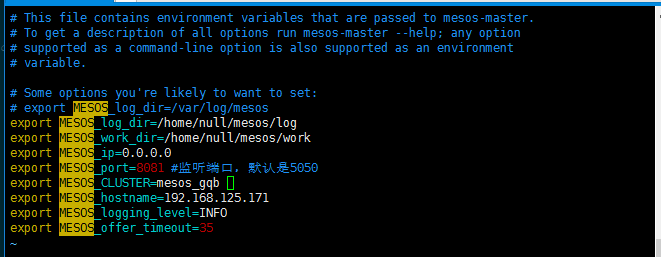 # This file contains environment variables that are passed to mesos-master.
# To get a description of all options run mesos-master --help; any option
# supported as a command-line option is also supported as an environment
# variable.
# Some options you're likely to want to set:
# export MESOS_log_dir=/var/log/mesos
export MESOS_log_dir=/home/null/mesos/log
export MESOS_work_dir=/home/null/mesos/work
export MESOS_ip=0.0.0.0
export MESOS_port=8081 #监听端口, 默认是5050
export MESOS_CLUSTER=mesos_gqb
export MESOS_hostname=192.168.125.171
export MESOS_logging_level=INFO
export MESOS_offer_timeout=35
~